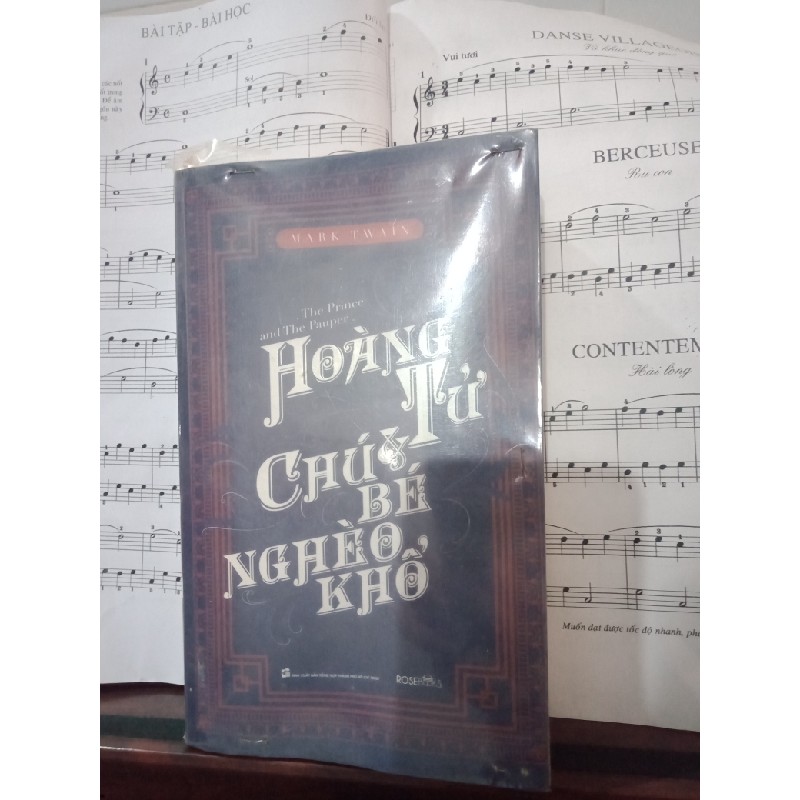 BÀI TẬP - BÀI HỌC
DANSE VILLAGE
Vui tươi
BERCEUSE
Ru con
CONTENTEM
Hài lòng
Muốn đạt được tốc độ nhanh, ph
MARK TWAIN
The Prince
and The Pauper
HOÀNG
TỬ
CHÚ &
BÉ
NGHÈO
KHỔ
ROSEBOOKS